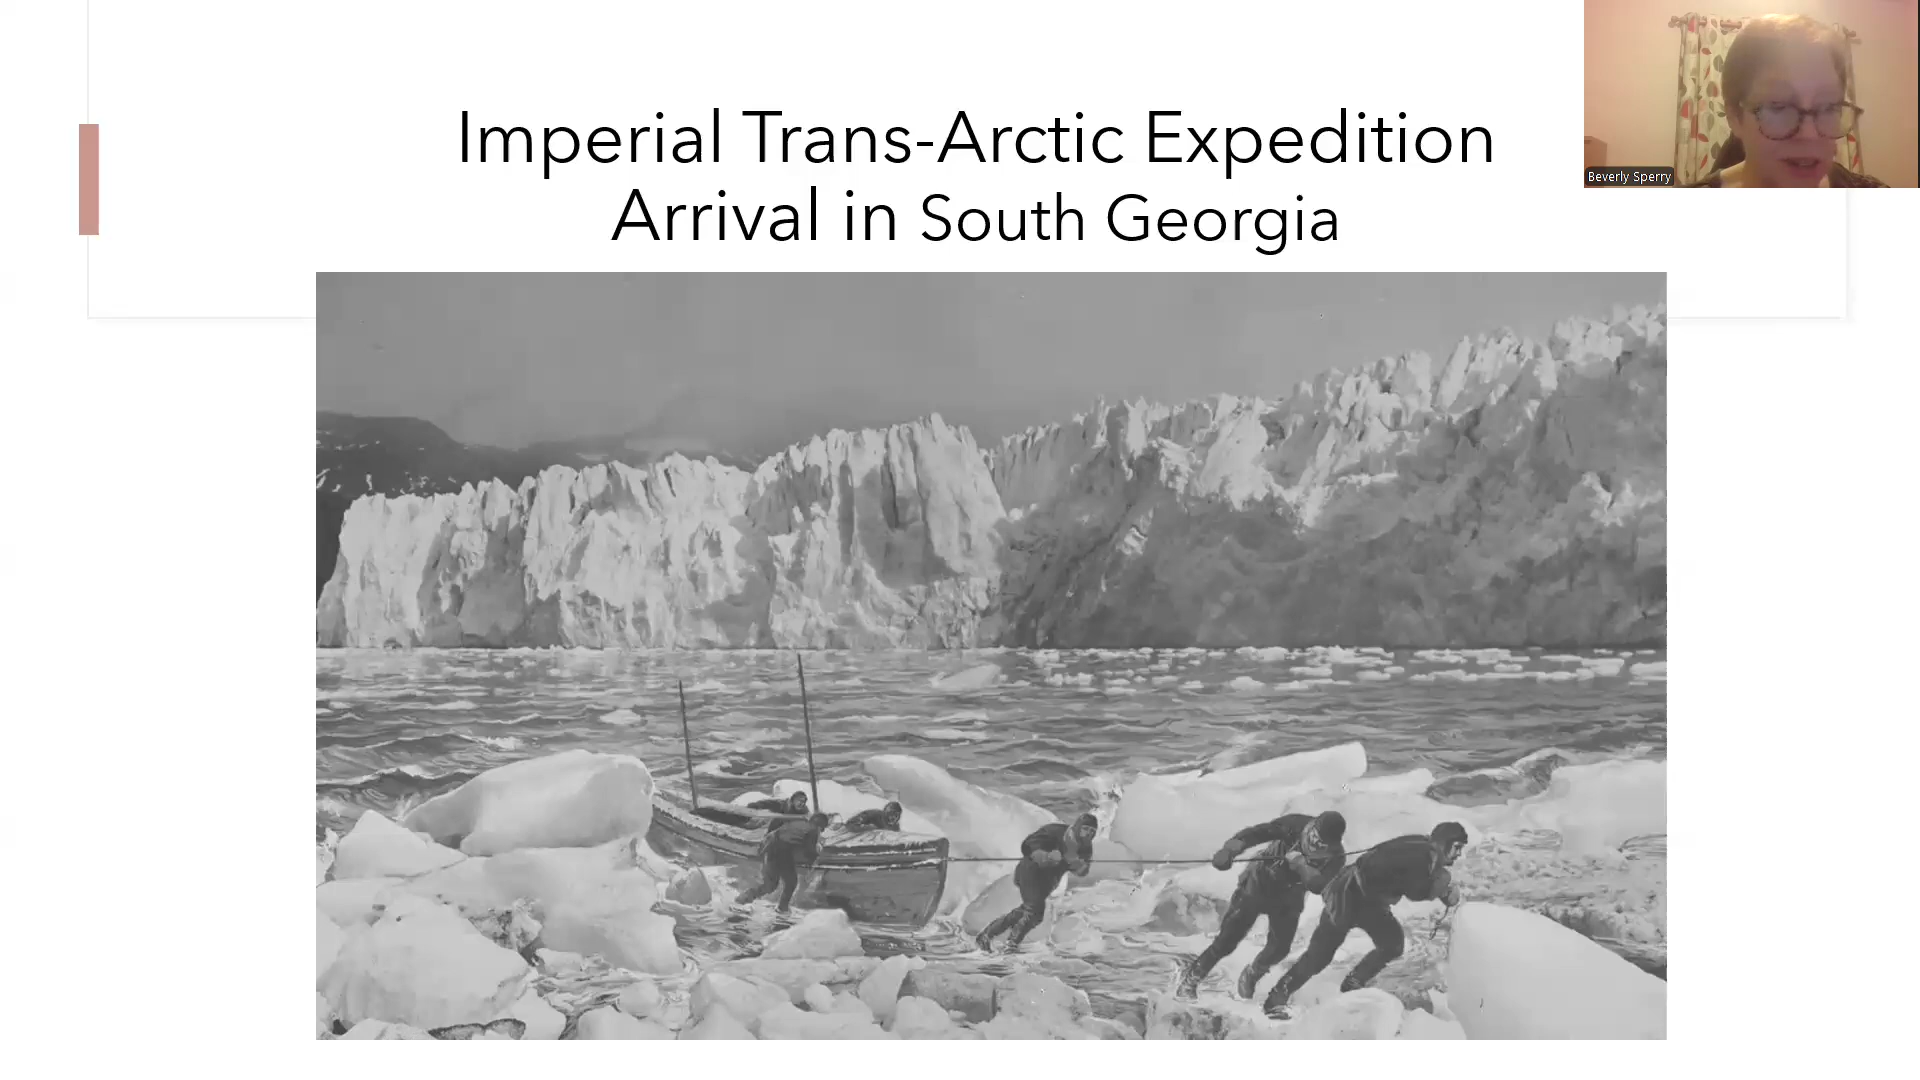 Imperial Trans-Arctic Expedition
Arrival in South Georgia
Beverly Sperry